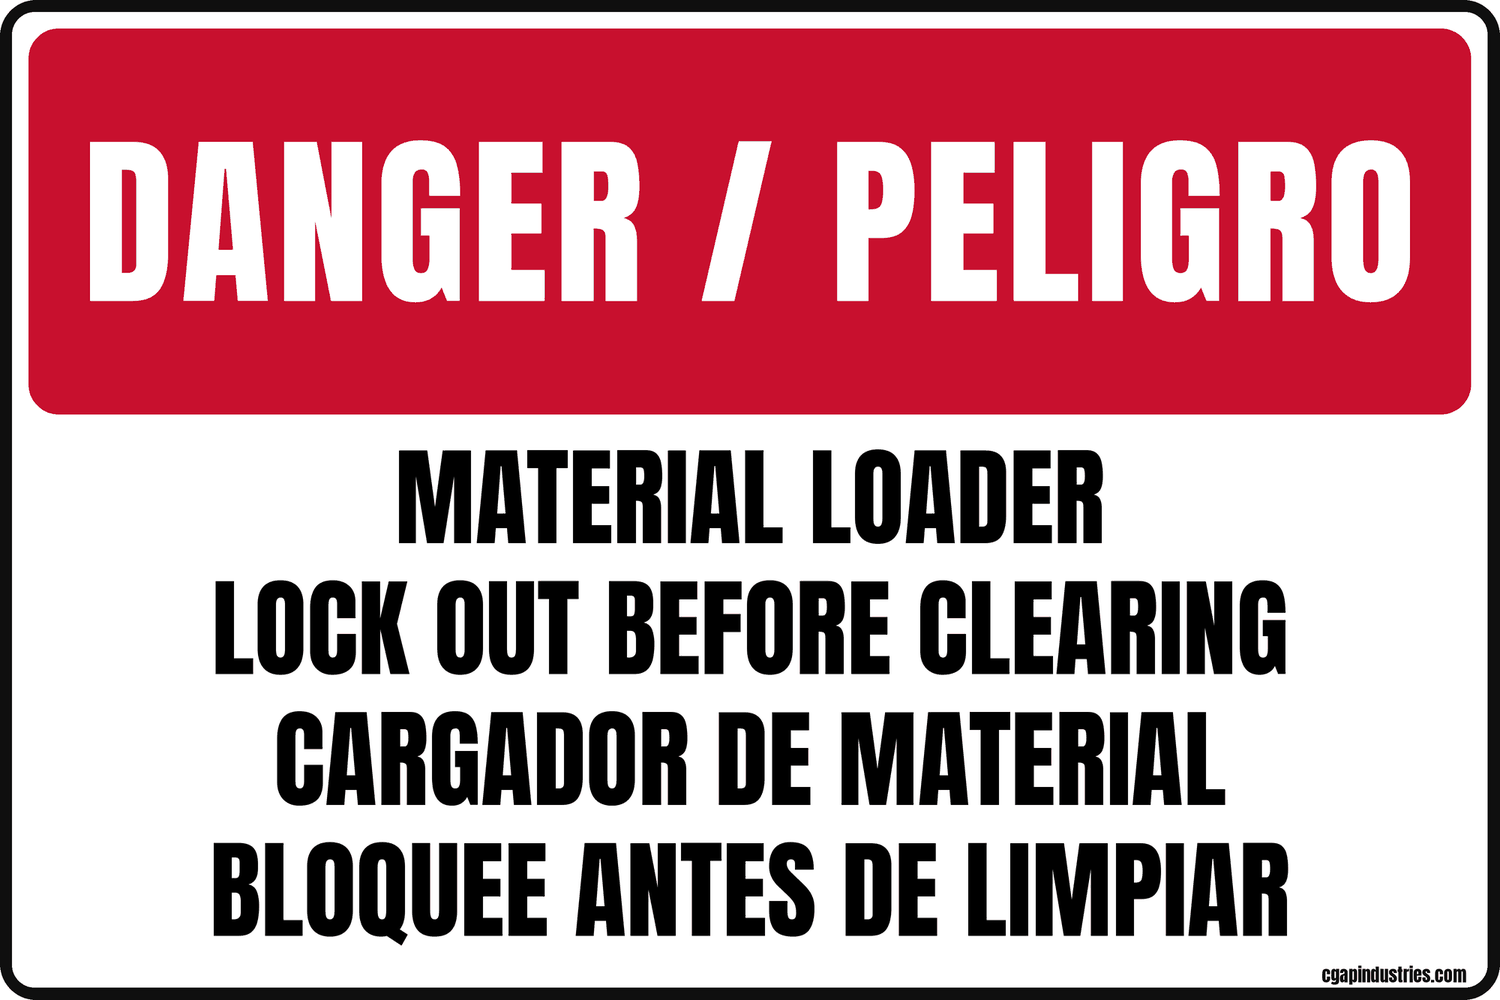 DANGER / PELIGRO
MATERIAL LOADER
LOCK OUT BEFORE CLEARING
CARGADOR DE MATERIAL
BLOQUEE ANTES DE LIMPIAR
cgapindustries.com